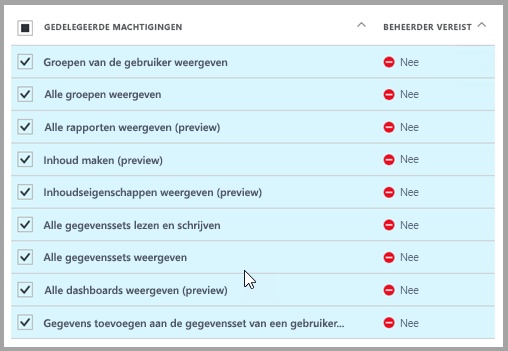 GEDELEGEERDE MACHTIGINGEN BEHEERDER VEREIST
Groepen van de gebruiker weergeven Nee
Alle groepen weergeven Nee
Alle rapporten weergeven (preview) Nee
Inhoud maken (preview) Nee
Inhoudseigenschappen weergeven (preview) Nee
Alle gegevenssets lezen en schrijven Nee
Alle gegevenssets weergeven Nee
Alle dashboards weergeven (preview) Nee
Gegevens toevoegen aan de gegevensset van een gebruiker... Nee